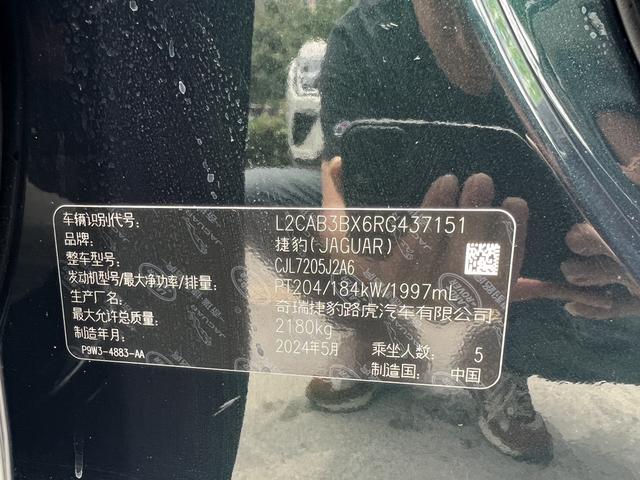 车辆识别代号: L2CAB3BX6RG437151
品牌: 捷豹(JAGUAR)
整车型号: CJL7205J2A6
发动机型号/最大净功率/排量: PT204/184kW/1997mL
生产厂名: 奇瑞捷豹路虎汽车有限公司
最大允许总质量: 2180kg
制造年月: 2024年5月 乘坐人数: 5
P9W3-4883-AA 制造国: 中国